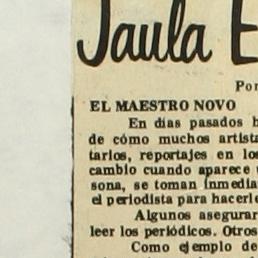 Jaula E
Por
EL MAESTRO NOVO
En días pasados h
de cómo muchos artista
tarlos, reportajes en los
cambio cuando aparece
sona, se toman inmedia
el periodista para hacerle
Algunos asegurar
leer los periódicos. Otros
Como ejemplo de